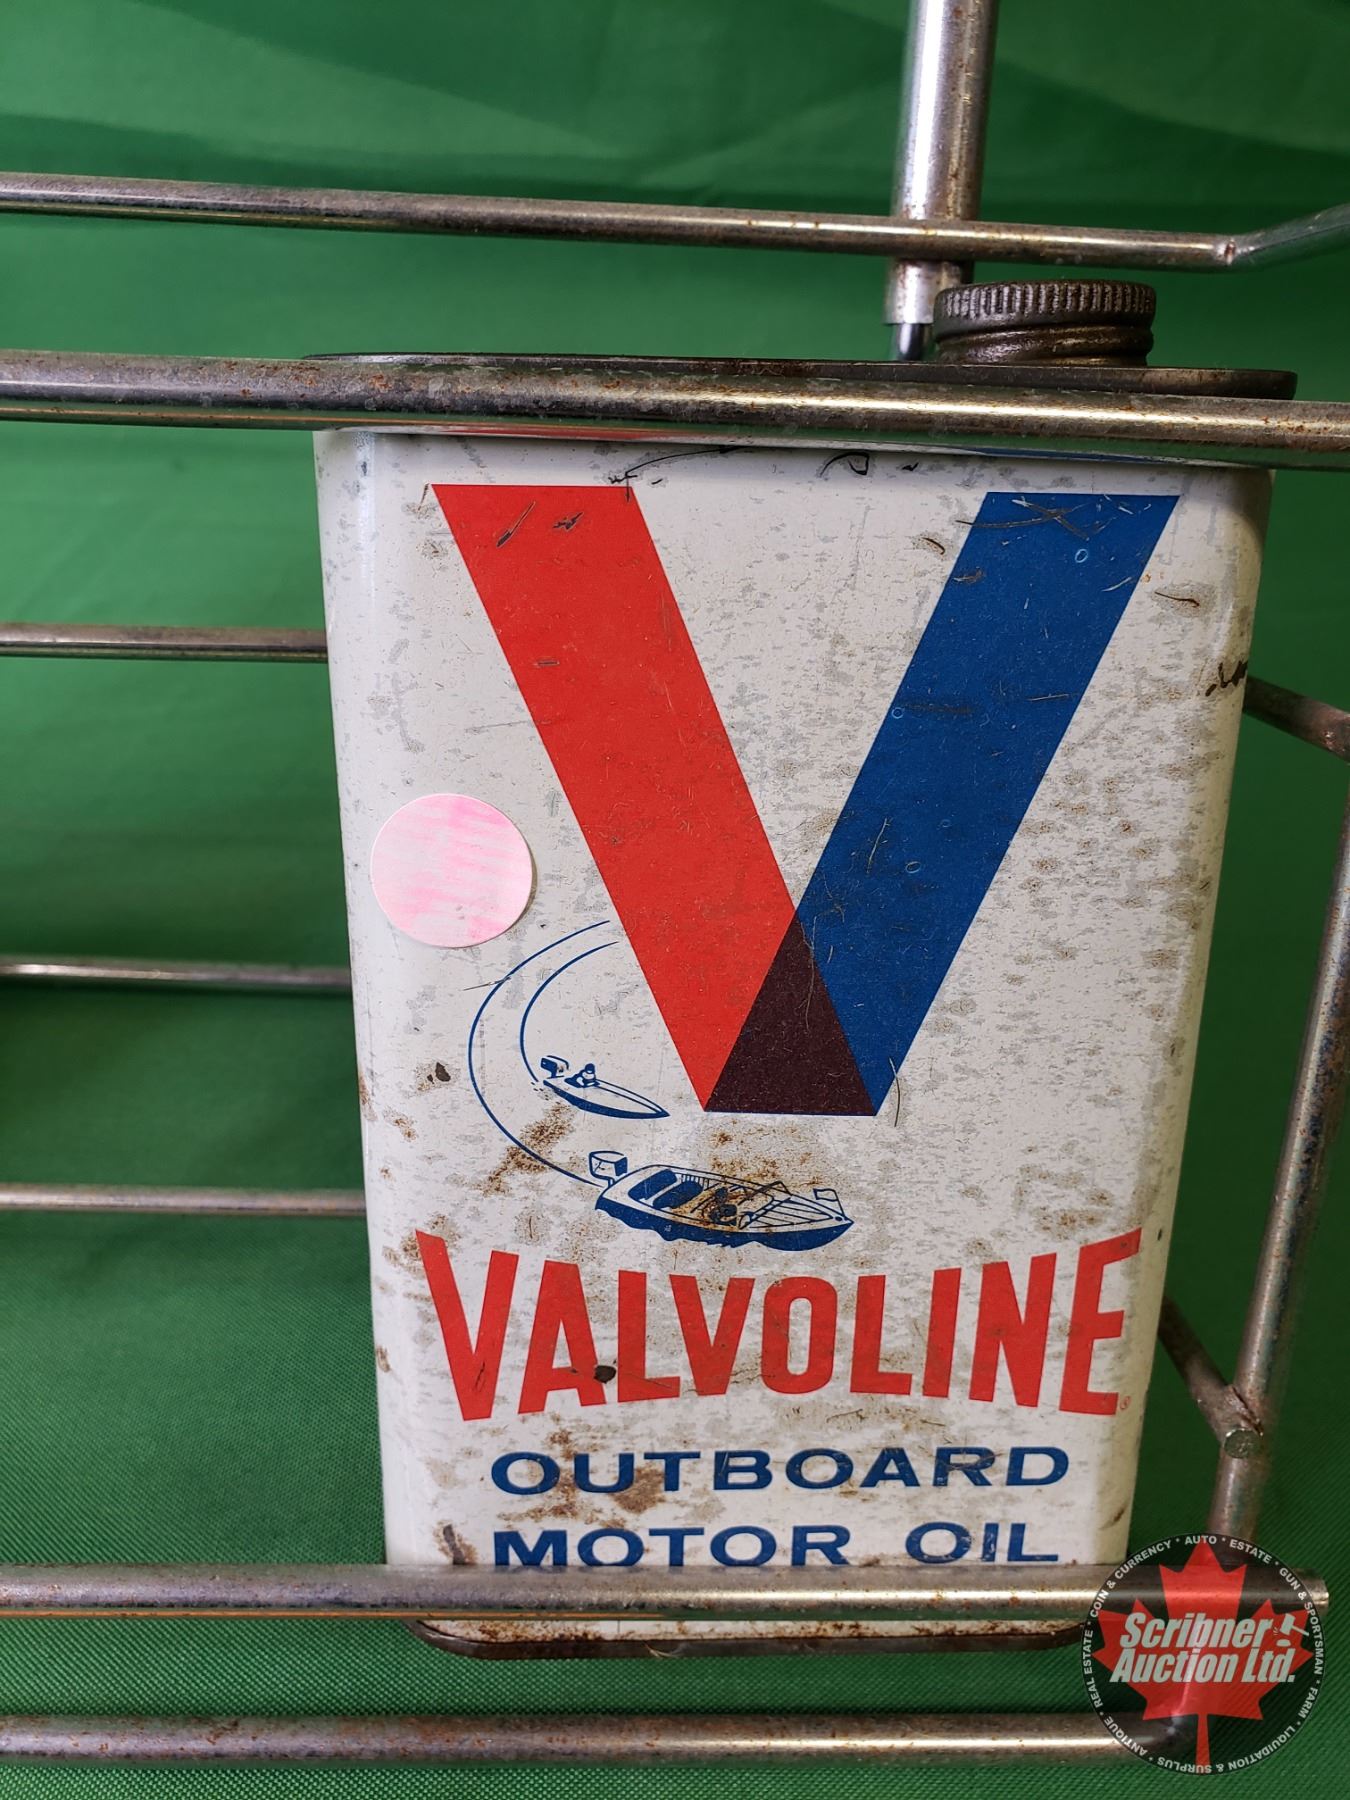 V
VALVOLINE®
OUTBOARD
MOTOR OIL
Scribner
Auction Ltd.
ANTIQUE • REAL ESTATE • COIN & CURRENCY • AUTO • ESTATE • GUN & SPORTSMAN • FARM • LIQUIDATION & SURPLUS •